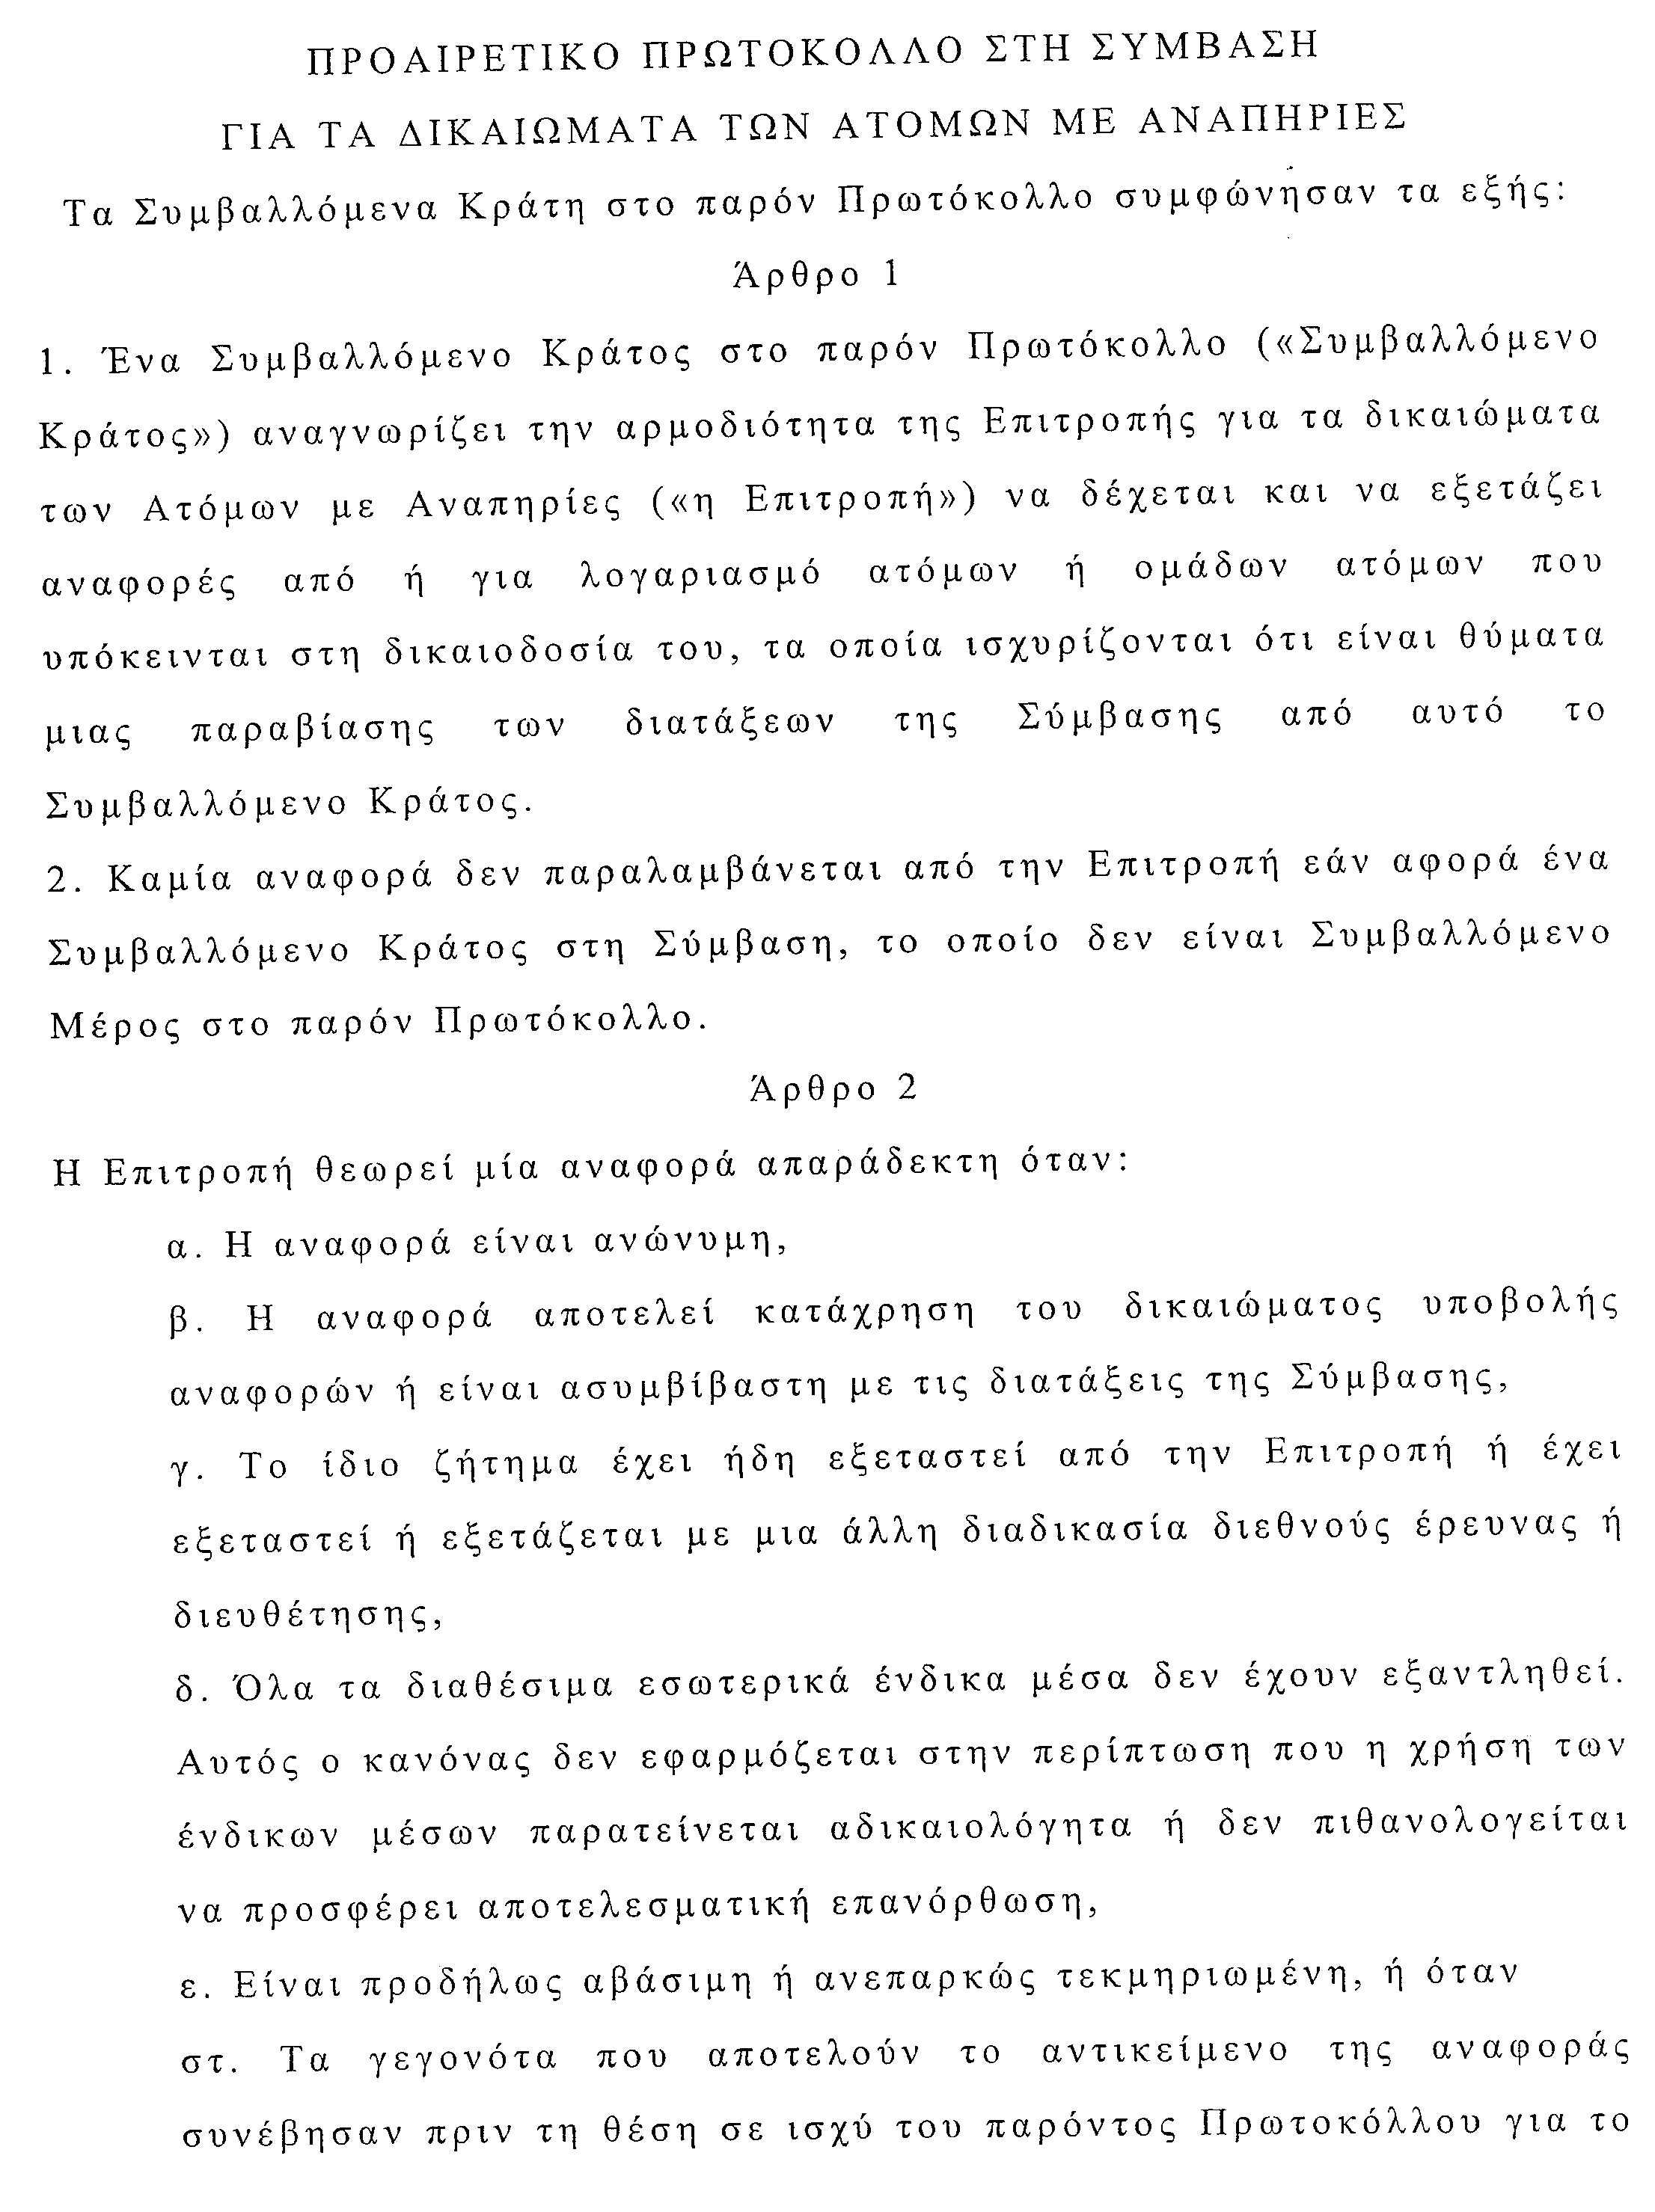 ΠΡΟΑΙΡΕΤΙΚΟ ΠΡΩΤΟΚΟΛΛΟ ΣΤΗ ΣΥΜΒΑΣΗ
ΓΙΑ ΤΑ ΔΙΚΑΙΩΜΑΤΑ ΤΩΝ ΑΤΟΜΩΝ ΜΕ ΑΝΑΠΗΡΙΕΣ
Τα Συμβαλλόμενα Κράτη στο παρόν Πρωτόκολλο συμφώνησαν τα εξής:
Άρθρο 1
1. Ένα Συμβαλλόμενο Κράτος στο παρόν Πρωτόκολλο («Συμβαλλόμενο
Κράτος») αναγνωρίζει την αρμοδιότητα της Επιτροπής για τα δικαιώματα
των Ατόμων με Αναπηρίες («η Επιτροπή») να δέχεται και να εξετάζει
αναφορές από ή για λογαριασμό ατόμων ή ομάδων ατόμων που
υπόκεινται στη δικαιοδοσία του, τα οποία ισχυρίζονται ότι είναι θύματα
μιας παραβίασης των διατάξεων της Σύμβασης από αυτό το
Συμβαλλόμενο Κράτος.
2. Καμία αναφορά δεν παραλαμβάνεται από την Επιτροπή εάν αφορά ένα
Συμβαλλόμενο Κράτος στη Σύμβαση, το οποίο δεν είναι Συμβαλλόμενο
Μέρος στο παρόν Πρωτόκολλο.
Άρθρο 2
Η Επιτροπή θεωρεί μία αναφορά απαράδεκτη όταν:
α. Η αναφορά είναι ανώνυμη,
β. Η αναφορά αποτελεί κατάχρηση του δικαιώματος υποβολής
αναφορών ή είναι ασυμβίβαστη με τις διατάξεις της Σύμβασης,
γ. Το ίδιο ζήτημα έχει ήδη εξεταστεί από την Επιτροπή ή έχει
εξεταστεί ή εξετάζεται με μια άλλη διαδικασία διεθνούς έρευνας ή
διευθέτησης,
δ. Όλα τα διαθέσιμα εσωτερικά ένδικα μέσα δεν έχουν εξαντληθεί.
Αυτός ο κανόνας δεν εφαρμόζεται στην περίπτωση που η χρήση των
ένδικων μέσων παρατείνεται αδικαιολόγητα ή δεν πιθανολογείται
να προσφέρει αποτελεσματική επανόρθωση,
ε. Είναι προδήλως αβάσιμη ή ανεπαρκώς τεκμηριωμένη, ή όταν
στ. Τα γεγονότα που αποτελούν το αντικείμενο της αναφοράς
συνέβησαν πριν τη θέση σε ισχύ του παρόντος Πρωτοκόλλου για το